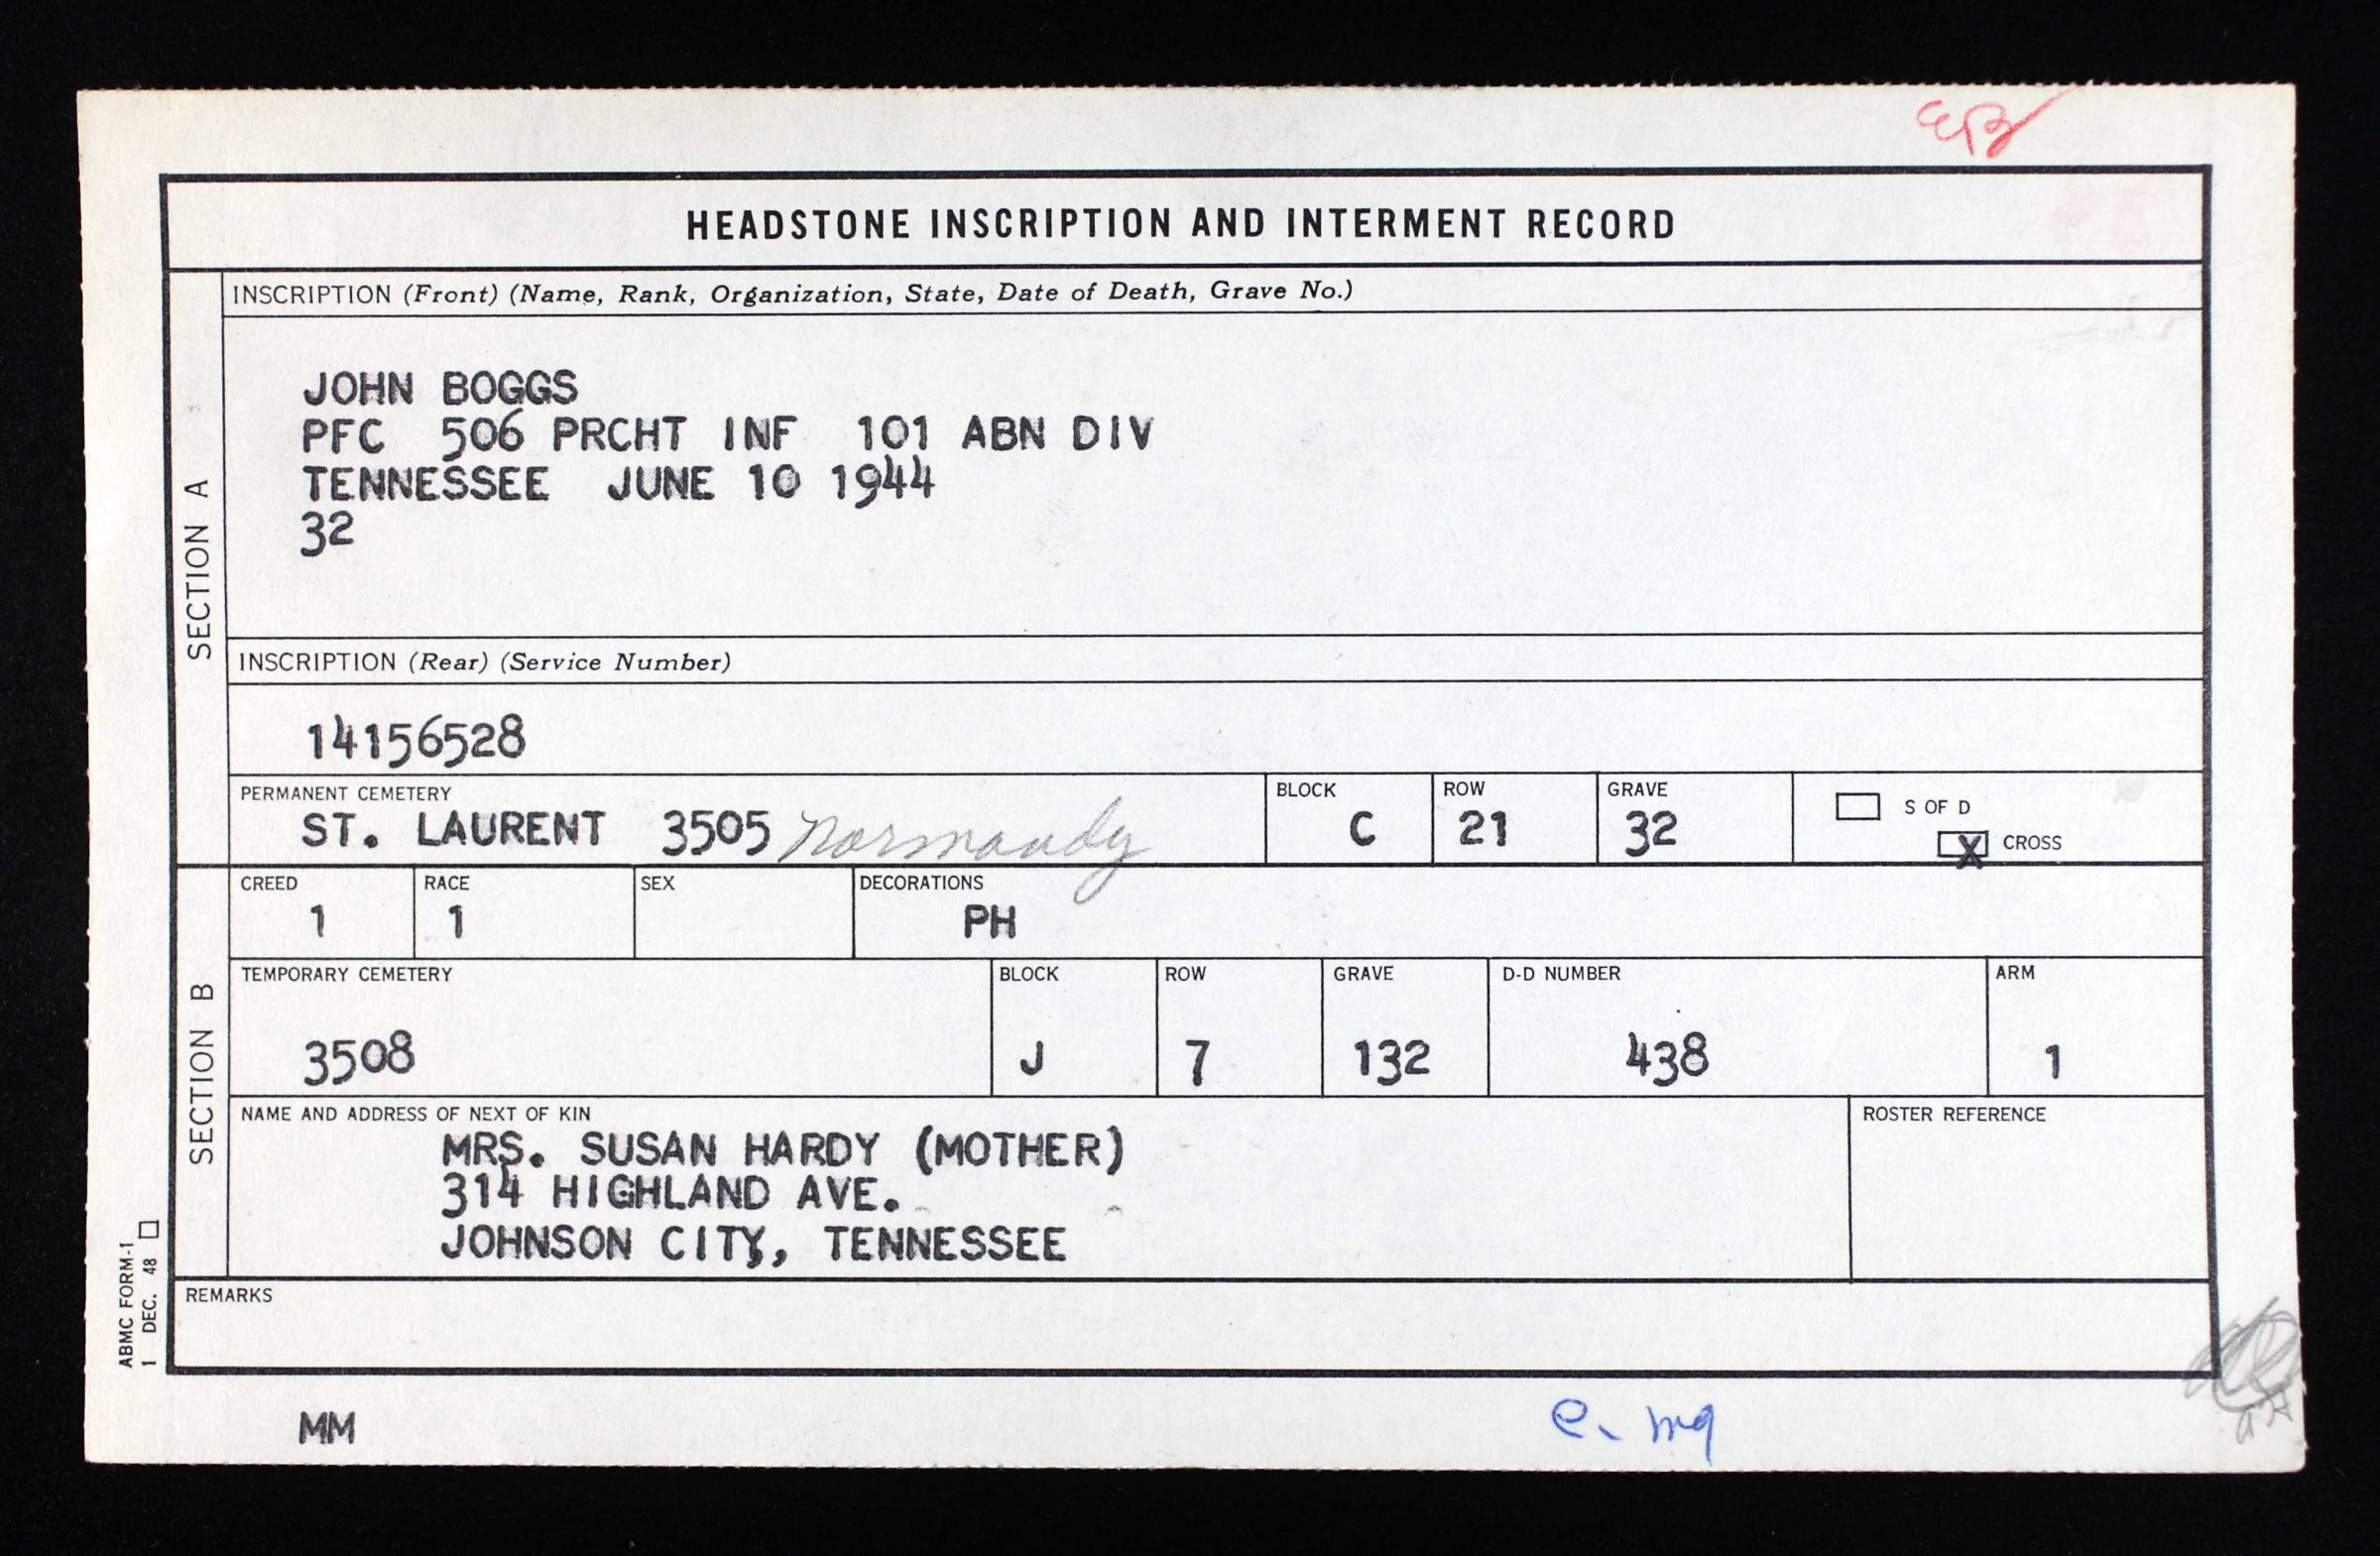 HEADSTONE INSCRIPTION AND INTERMENT RECORD
SECTION A
INSCRIPTION (Front) (Name, Rank, Organization, State, Date of Death, Grave No.)
JOHN BOGGS
PFC 506 PRCHT INF 101 ABN DIV
TENNESSEE JUNE 10 1944
32
INSCRIPTION (Rear) (Service Number)
14156528
PERMANENT CEMETERY BLOCK ROW GRAVE S OF D
ST. LAURENT 3505 Normandy C 21 32 X CROSS
SECTION B
CREED RACE SEX DECORATIONS
1 1 PH
TEMPORARY CEMETERY BLOCK ROW GRAVE D-D NUMBER ARM
3508 J 7 132 438 1
NAME AND ADDRESS OF NEXT OF KIN ROSTER REFERENCE
MRS. SUSAN HARDY (MOTHER)
314 HIGHLAND AVE.
JOHNSON CITY, TENNESSEE
REMARKS
ABMC FORM-1
1 DEC. 48
MM